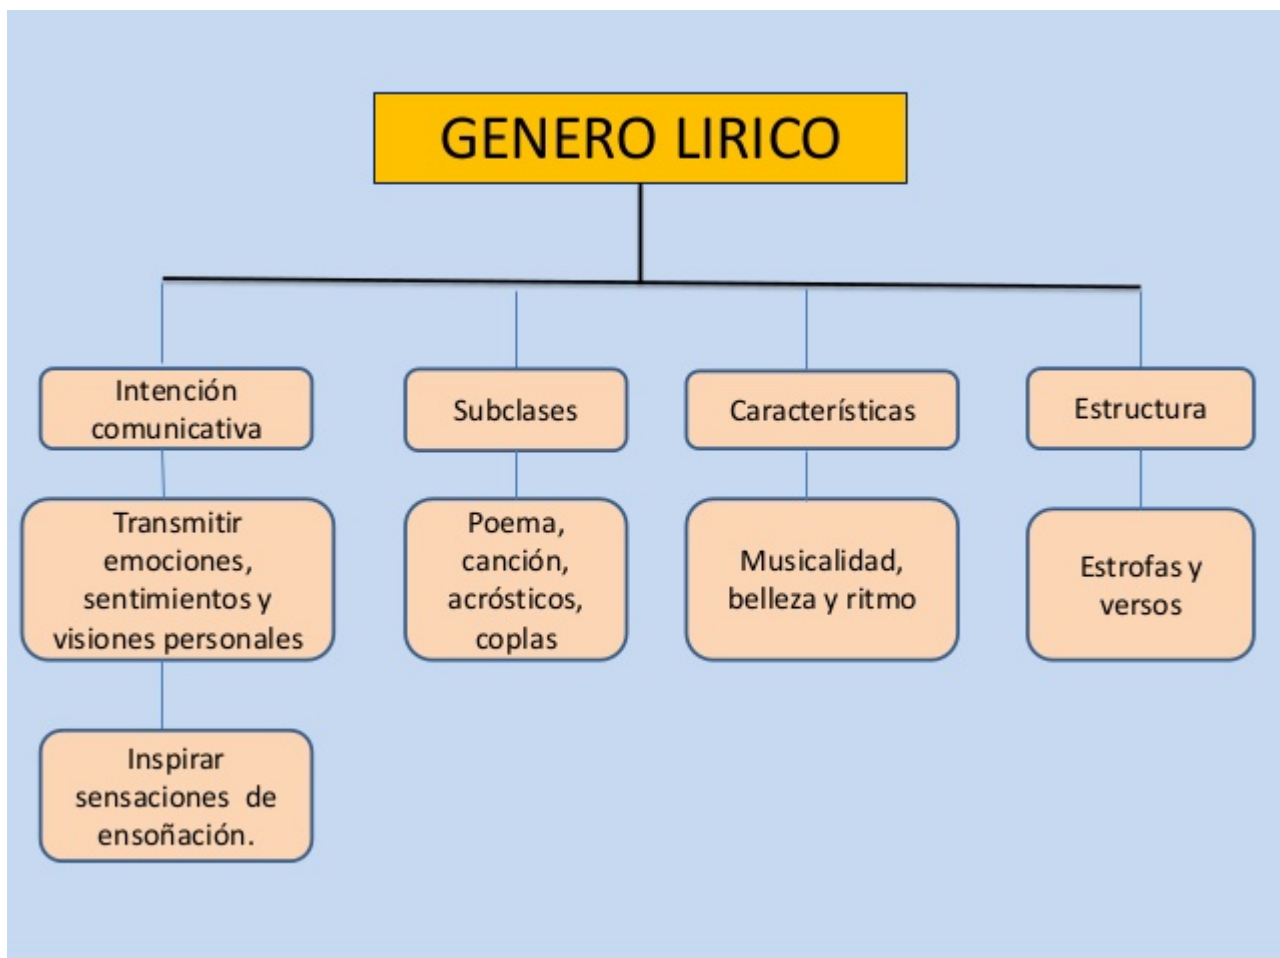 GENERO LIRICO
Intención
comunicativa
Subclases
Características
Estructura
Transmitir
emociones,
sentimientos y
visiones personales
Poema,
canción,
acrósticos,
coplas
Musicalidad,
belleza y ritmo
Estrofas y
versos
Inspirar
sensaciones de
ensoñación.